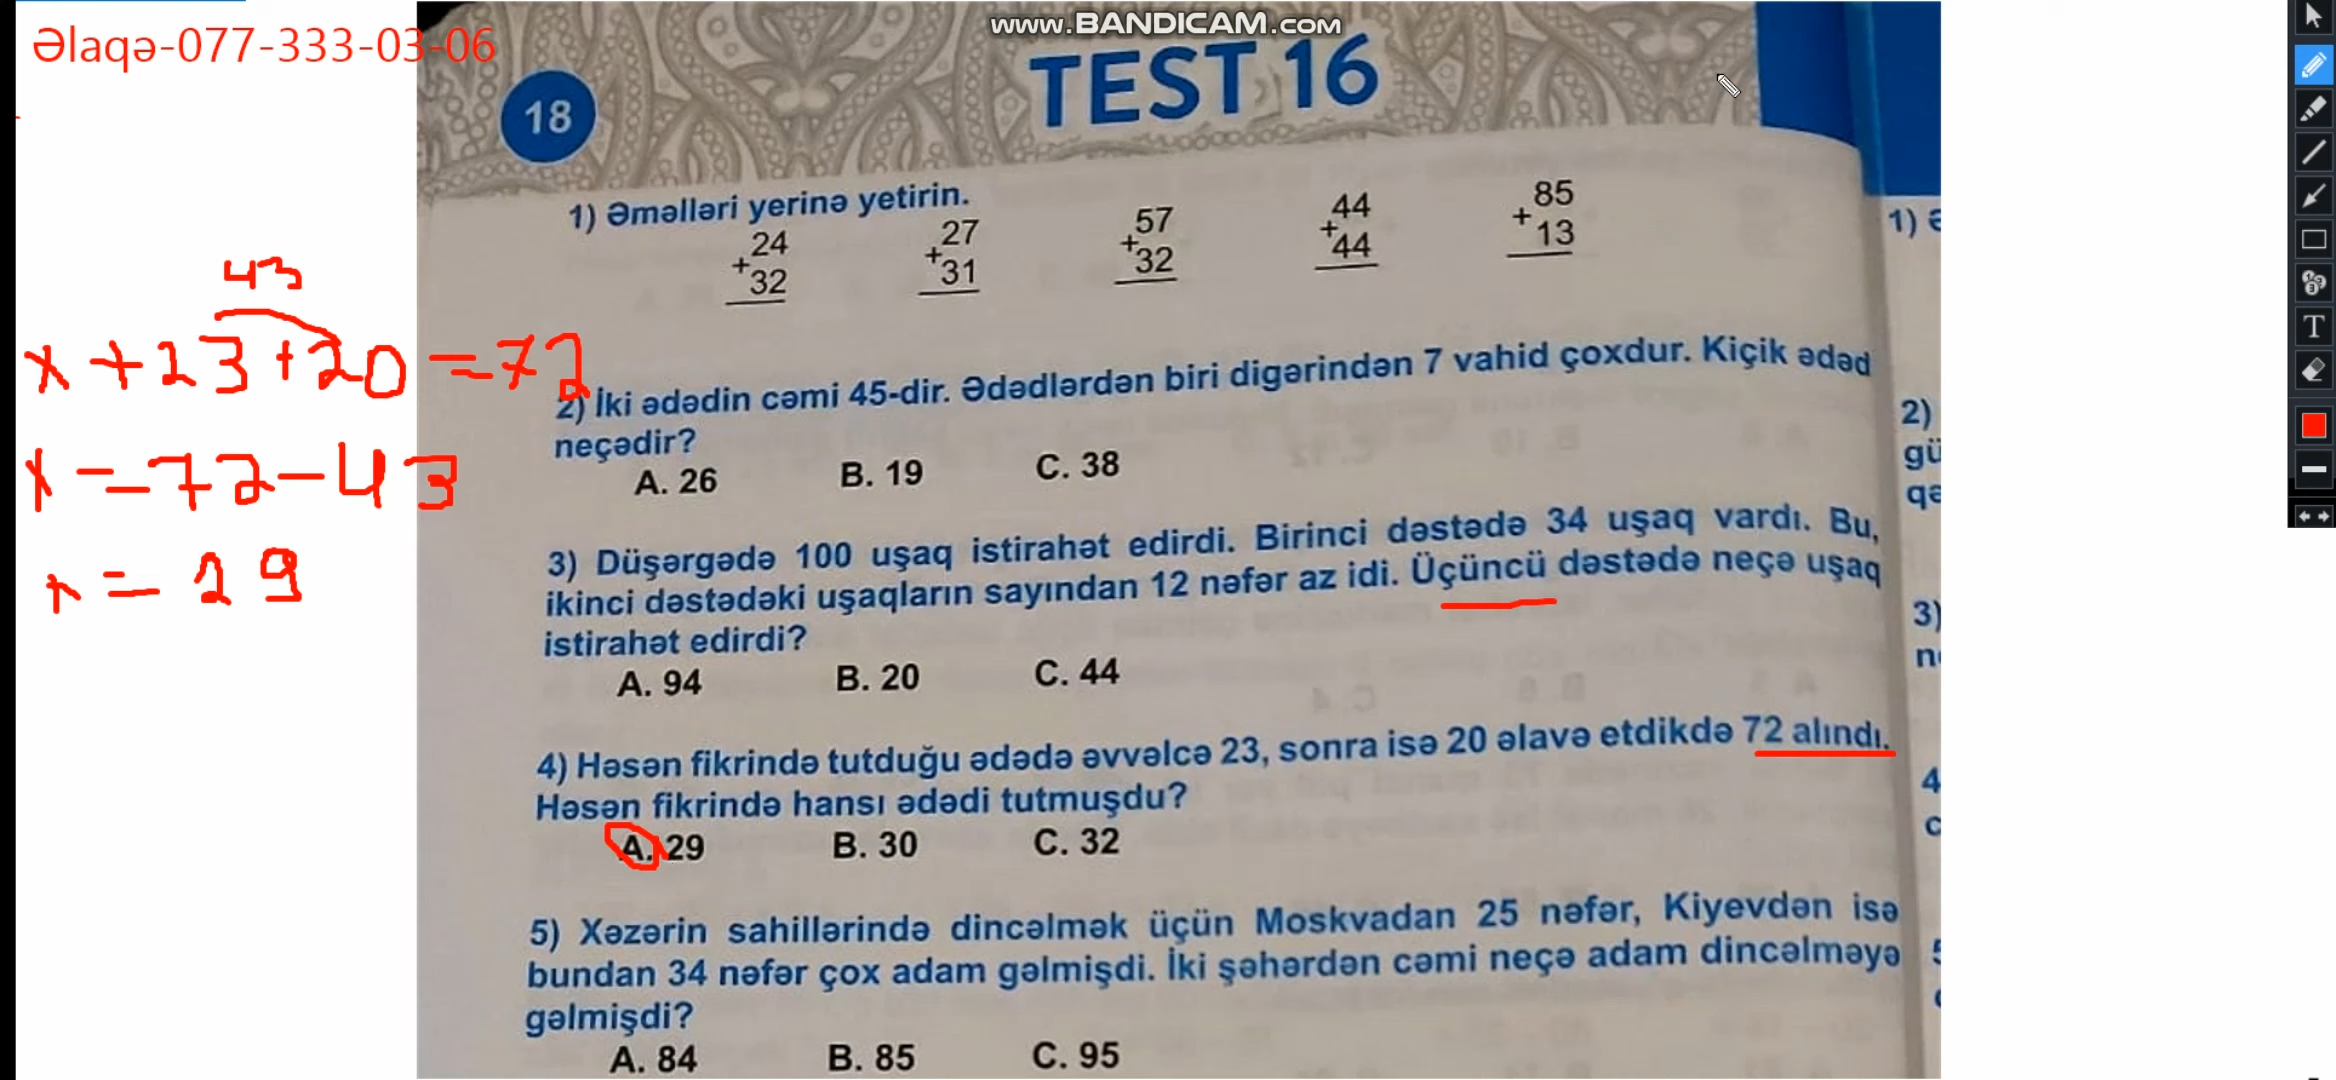 Əlaqə-077-333-03-06
www.BANDICAM.com
18
TEST 16
1) Əməlləri yerinə yetirin.
24 27 57 44 85
+ + + + +
32 31 32 44 13
2) İki ədədin cəmi 45-dir. Ədədlərdən biri digərindən 7 vahid çoxdur. Kiçik ədəd
neçədir?
A. 26 B. 19 C. 38
3) Düşərgədə 100 uşaq istirahət edirdi. Birinci dəstədə 34 uşaq vardı. Bu,
ikinci dəstədəki uşaqların sayından 12 nəfər az idi. Üçüncü dəstədə neçə uşaq
istirahət edirdi?
A. 94 B. 20 C. 44
4) Həsən fikrində tutduğu ədədə əvvəlcə 23, sonra isə 20 əlavə etdikdə 72 alındı.
Həsən fikrində hansı ədədi tutmuşdu?
A. 29 B. 30 C. 32
5) Xəzərin sahillərində dincəlmək üçün Moskvadan 25 nəfər, Kiyevdən isə
bundan 34 nəfər çox adam gəlmişdi. İki şəhərdən cəmi neçə adam dincəlməyə
gəlmişdi?
A. 84 B. 85 C. 95
43
x+23+20=72
x=72-43
x=29
1) Ə
2)
gü
qə
3)
4
T